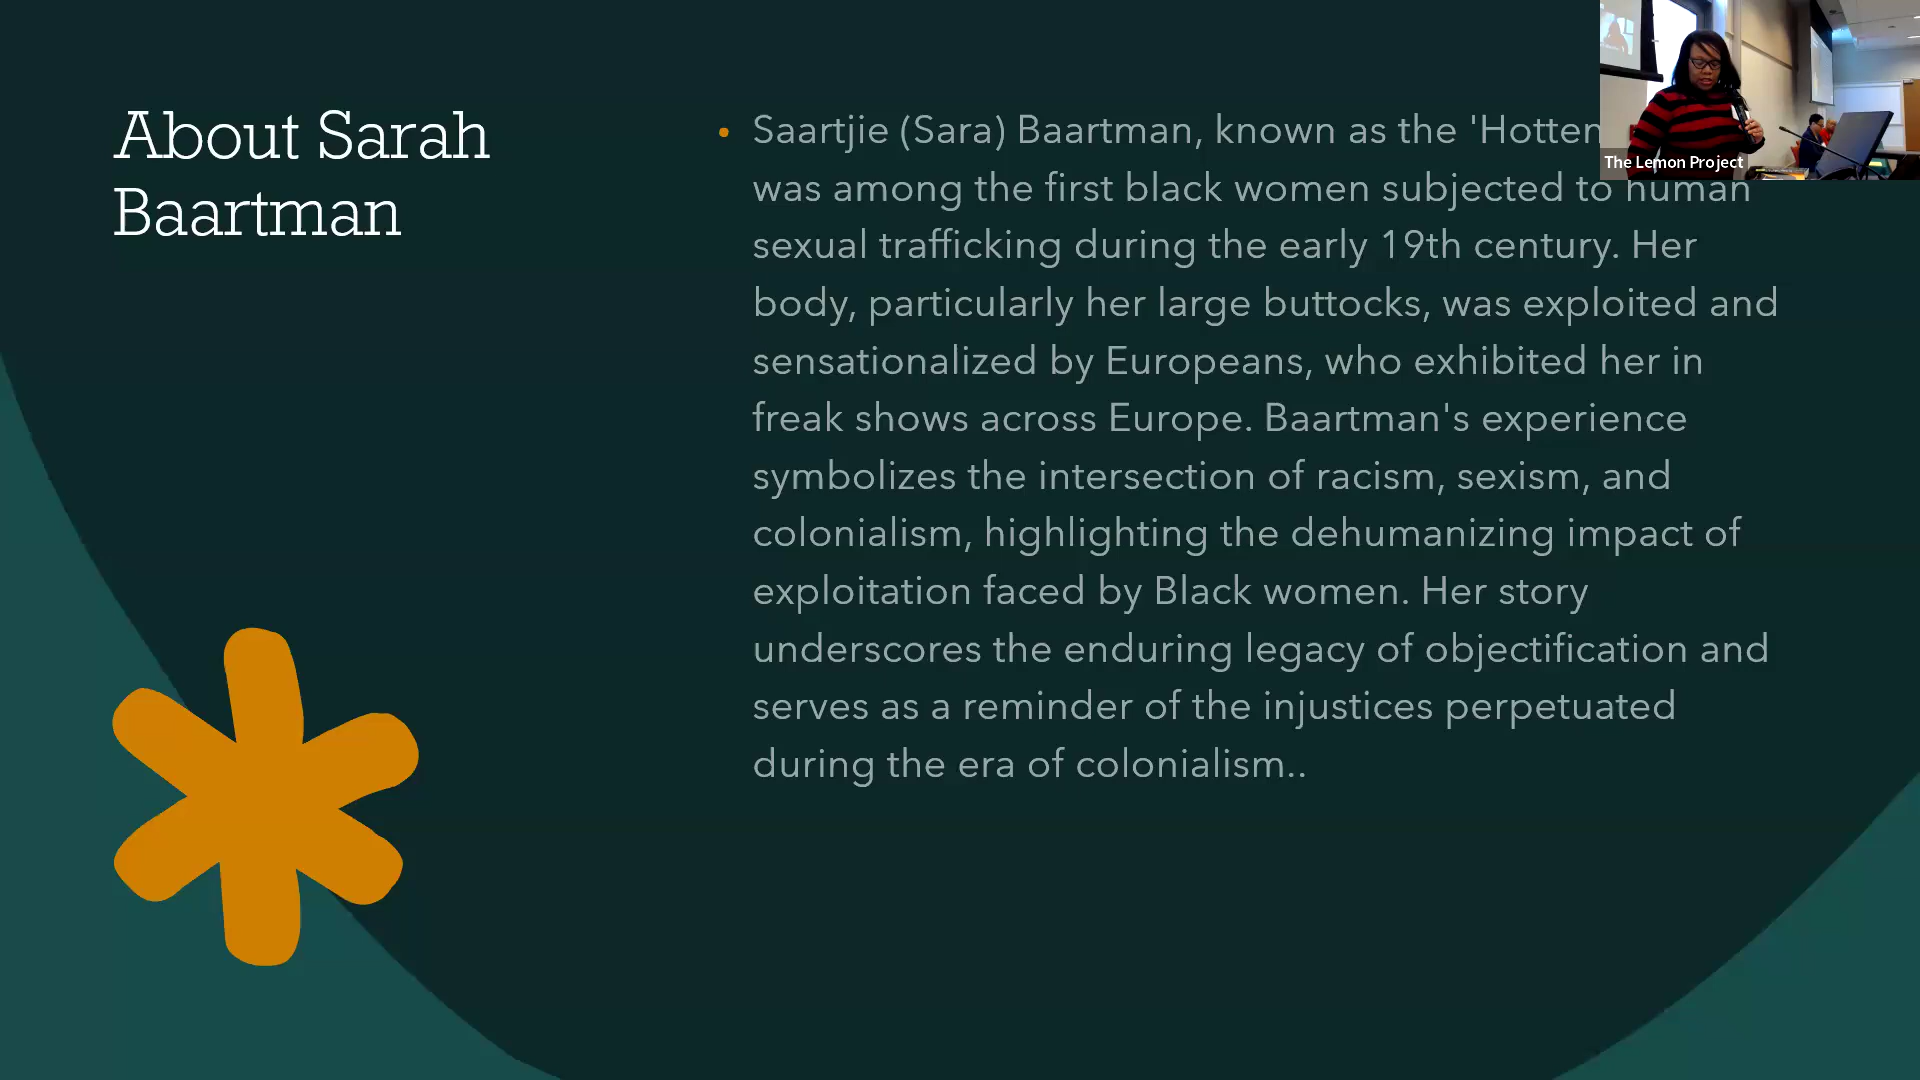 About Sarah
Baartman
Saartjie (Sara) Baartman, known as the 'Hotten
was among the first black women subjected to human
sexual trafficking during the early 19th century. Her
body, particularly her large buttocks, was exploited and
sensationalized by Europeans, who exhibited her in
freak shows across Europe. Baartman's experience
symbolizes the intersection of racism, sexism, and
colonialism, highlighting the dehumanizing impact of
exploitation faced by Black women. Her story
underscores the enduring legacy of objectification and
serves as a reminder of the injustices perpetuated
during the era of colonialism..
The Lemon Project